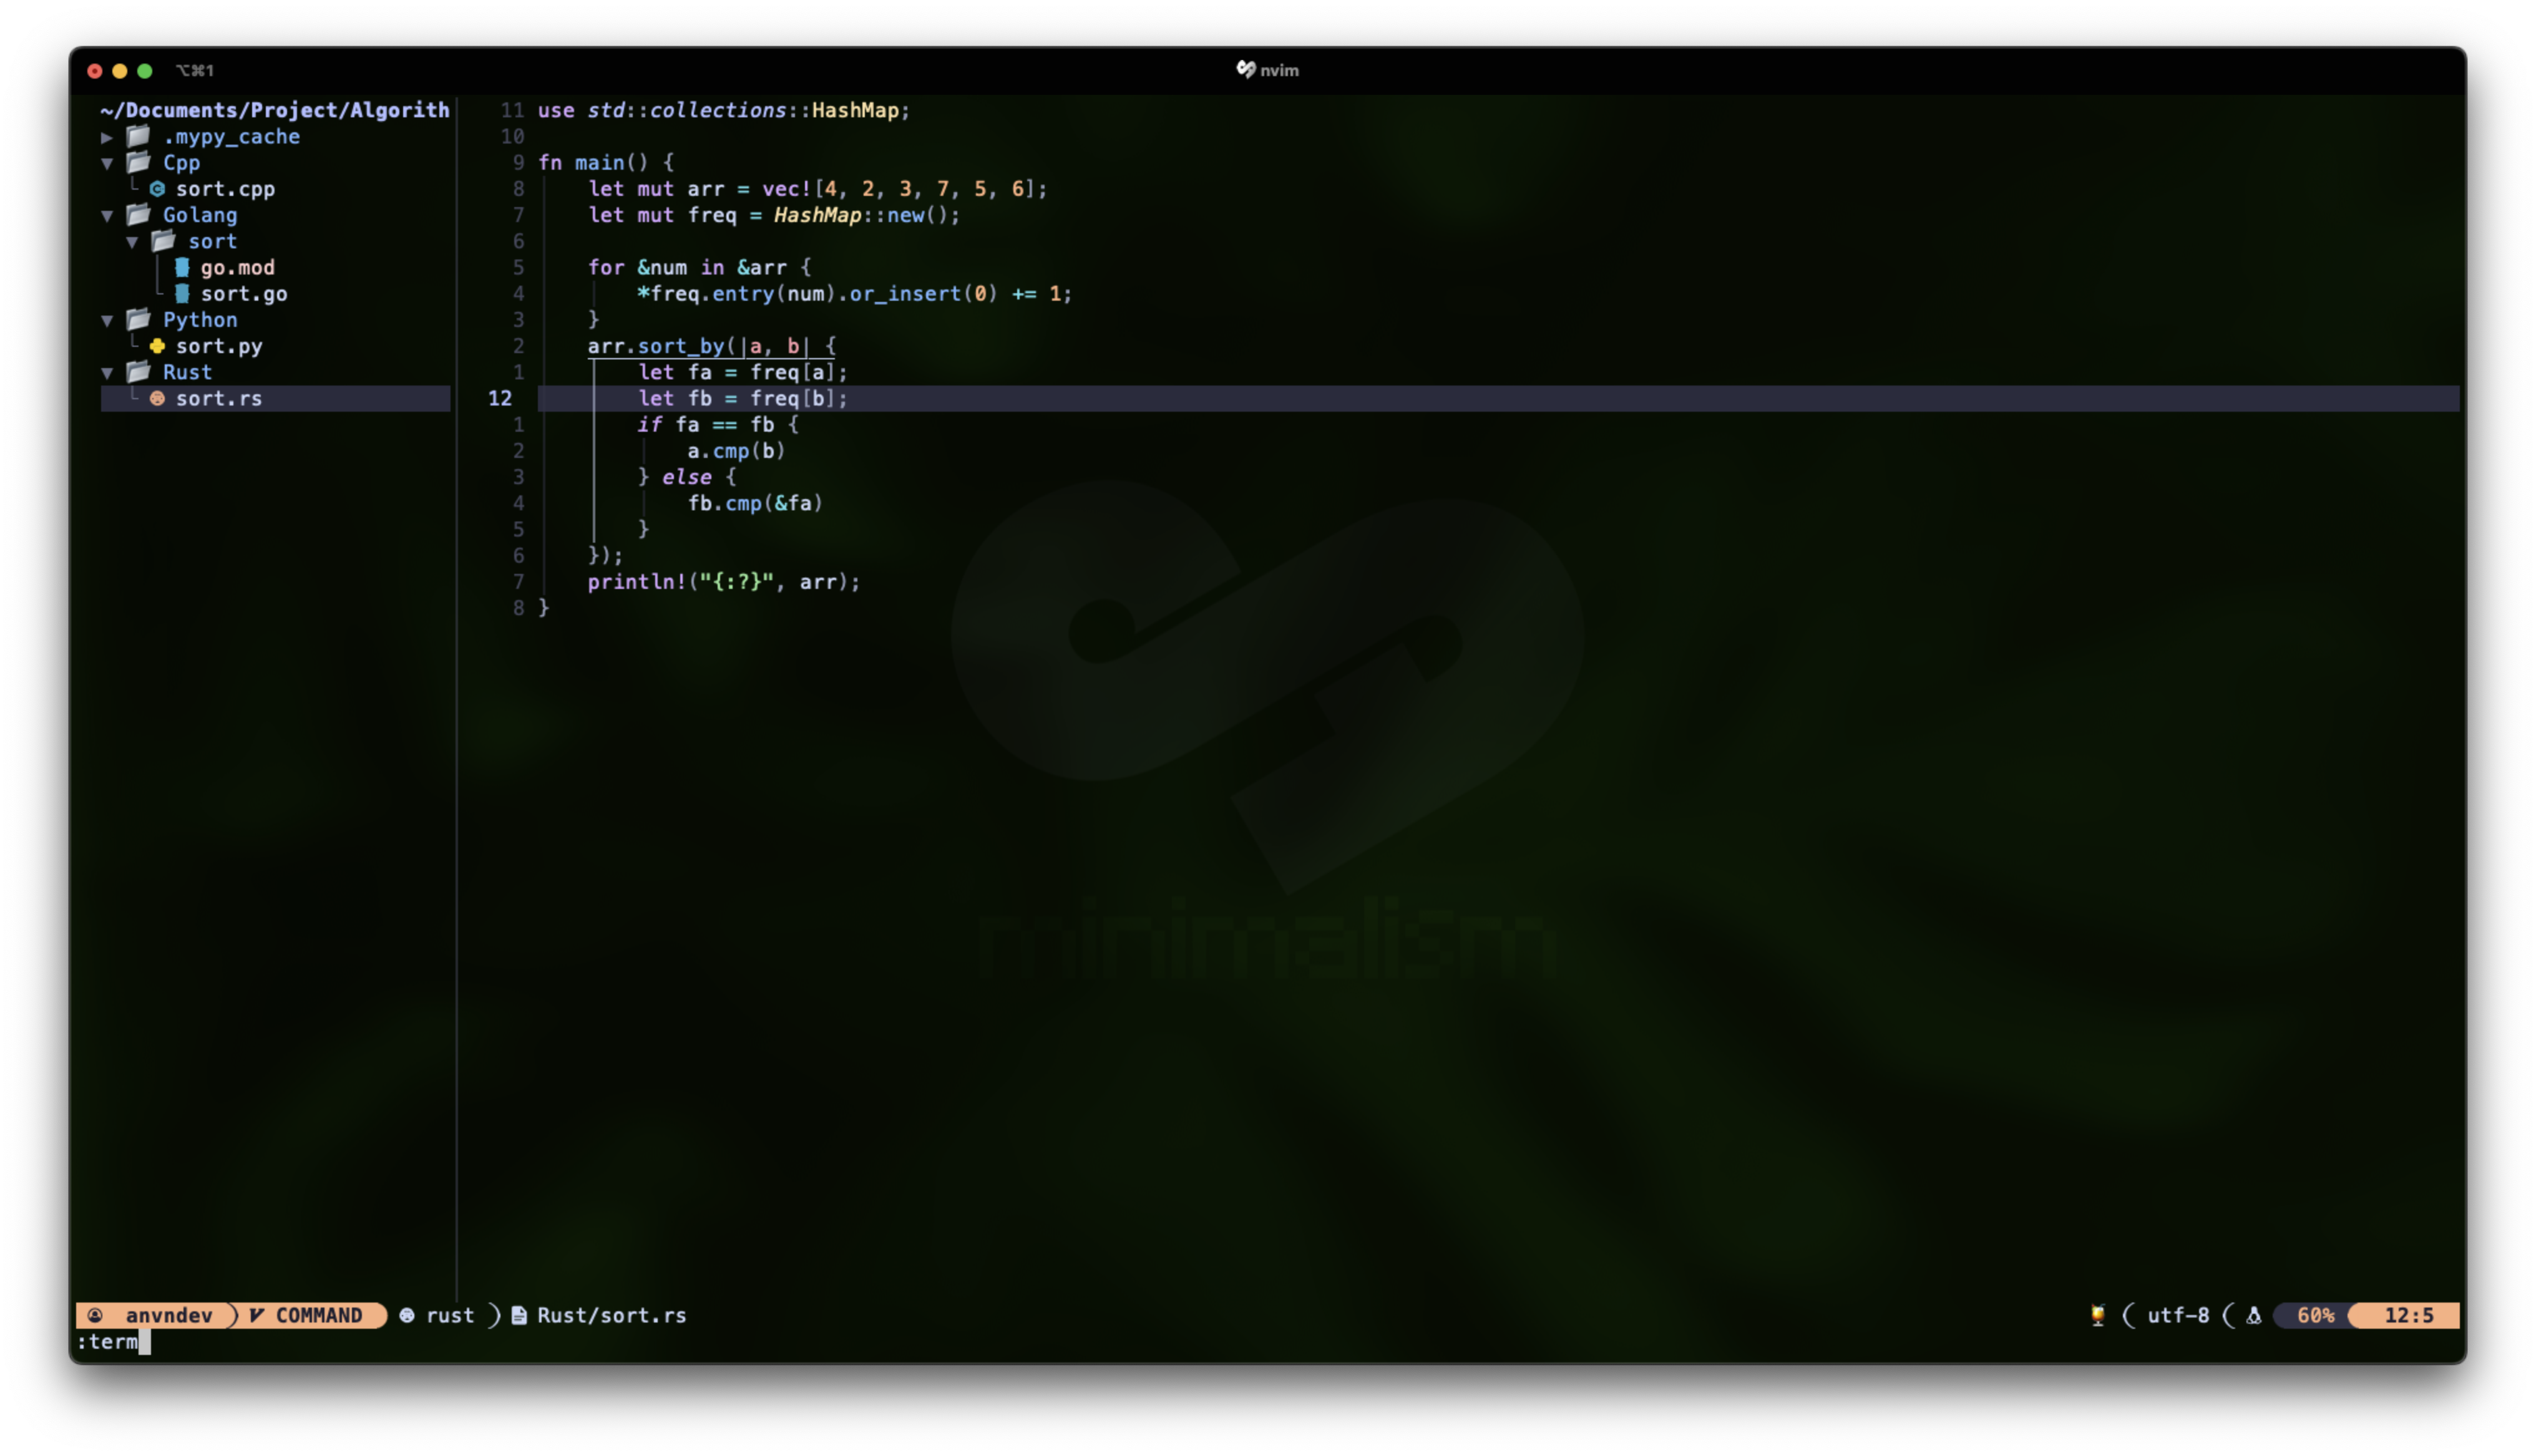 ⌥⌘1
nvim
~/Documents/Project/Algorith
.mypy_cache
Cpp
sort.cpp
Golang
sort
go.mod
sort.go
Python
sort.py
Rust
sort.rs
11 use std::collections::HashMap;
10
9 fn main() {
8     let mut arr = vec![4, 2, 3, 7, 5, 6];
7     let mut freq = HashMap::new();
6
5     for &num in &arr {
4         *freq.entry(num).or_insert(0) += 1;
3     }
2     arr.sort_by(|a, b| {
1         let fa = freq[a];
12         let fb = freq[b];
1         if fa == fb {
2             a.cmp(b)
3         } else {
4             fb.cmp(&fa)
5         }
6     });
7     println!("{:?}", arr);
8 }
minimalism
anvndev COMMAND rust Rust/sort.rs utf-8 60% 12:5
:term